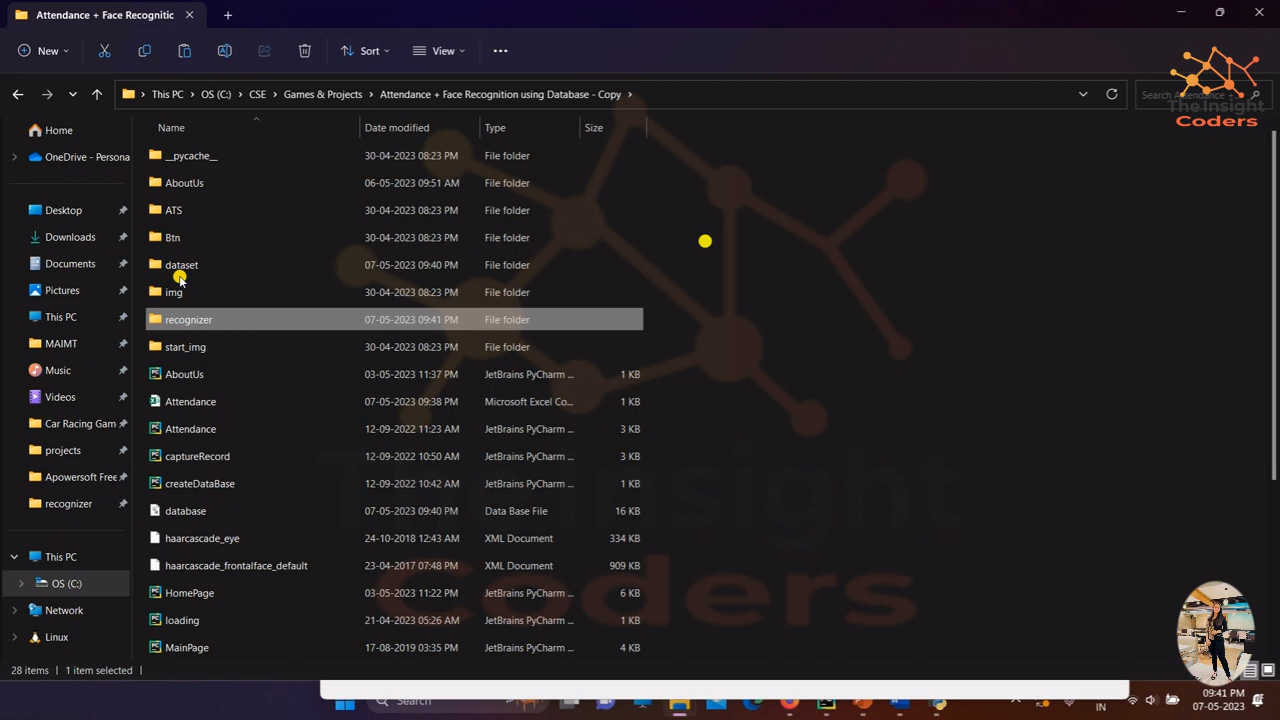 Attendance + Face Recognitic
New
Sort
View
This PC > OS (C:) > CSE > Games & Projects > Attendance + Face Recognition using Database - Copy >
The Insight
Coders
Name Date modified Type Size
Home
OneDrive - Persona
Desktop
Downloads
Documents
Pictures
This PC
MAIMT
Music
Videos
Car Racing Gam
projects
Apowersoft Free
recognizer
This PC
OS (C:)
Network
Linux
__pycache__ 30-04-2023 08:23 PM File folder
AboutUs 06-05-2023 09:51 AM File folder
ATS 30-04-2023 08:23 PM File folder
Btn 30-04-2023 08:23 PM File folder
dataset 07-05-2023 09:40 PM File folder
img 30-04-2023 08:23 PM File folder
recognizer 07-05-2023 09:41 PM File folder
start_img 30-04-2023 08:23 PM File folder
AboutUs 03-05-2023 11:37 PM JetBrains PyCharm ... 1 KB
Attendance 07-05-2023 09:38 PM Microsoft Excel Co... 1 KB
Attendance 12-09-2022 11:23 AM JetBrains PyCharm ... 3 KB
captureRecord 12-09-2022 10:50 AM JetBrains PyCharm ... 3 KB
createDataBase 12-09-2022 10:42 AM JetBrains PyCharm ... 1 KB
database 07-05-2023 09:40 PM Data Base File 16 KB
haarcascade_eye 24-10-2018 12:43 AM XML Document 334 KB
haarcascade_frontalface_default 23-04-2017 07:48 PM XML Document 909 KB
HomePage 03-05-2023 11:22 PM JetBrains PyCharm ... 6 KB
loading 21-04-2023 05:26 AM JetBrains PyCharm ... 1 KB
MainPage 17-08-2019 03:35 PM JetBrains PyCharm ... 4 KB
The Insight
Coders
28 items 1 item selected
Search
IN
09:41 PM
07-05-2023